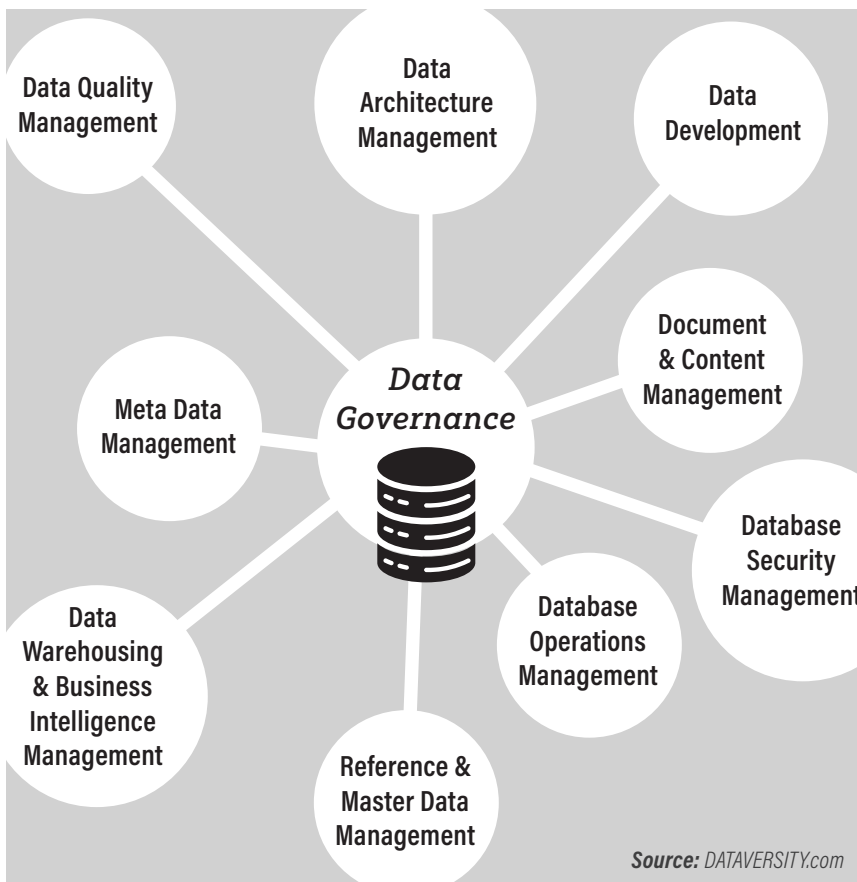 Data Quality
Management
Data
Architecture
Management
Data
Development
Document
& Content
Management
Data
Governance
Meta Data
Management
Database
Security
Management
Database
Operations
Management
Data
Warehousing
& Business
Intelligence
Management
Reference &
Master Data
Management
Source: DATAVERSITY.com